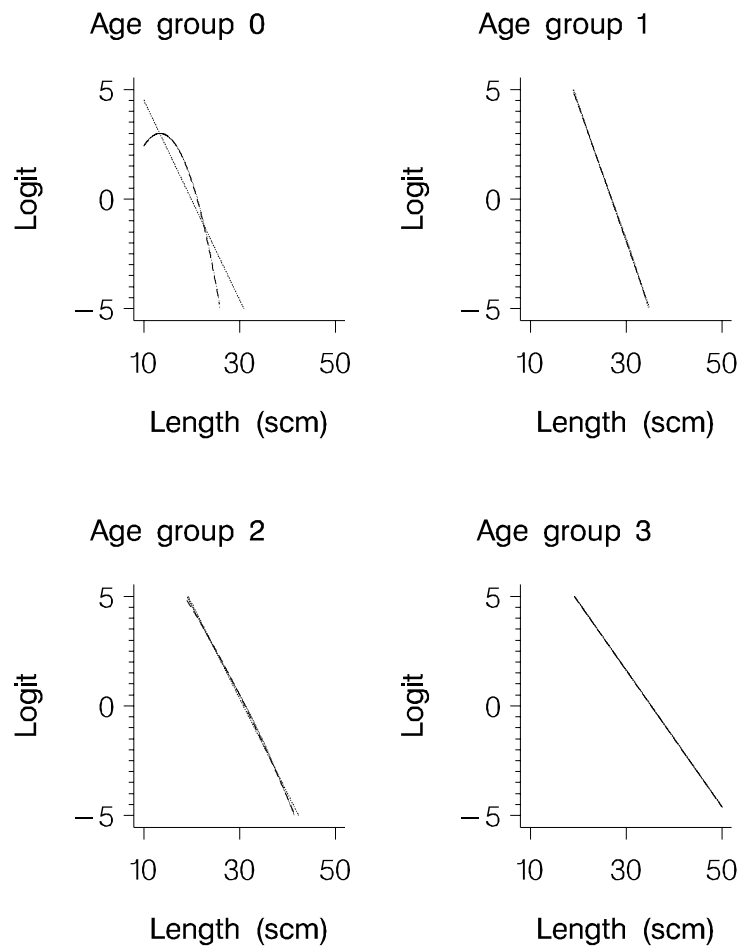 Age group 0
5
0
−5
Logit
10 30 50
Length (scm)
Age group 1
5
0
−5
Logit
10 30 50
Length (scm)
Age group 2
5
0
−5
Logit
10 30 50
Length (scm)
Age group 3
5
0
−5
Logit
10 30 50
Length (scm)